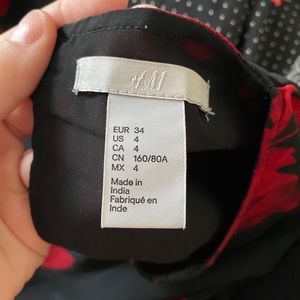 H&M
EUR 34
US 4
CA 4
CN 160/80A
MX 4
Made in
India
Fabriqué en
Inde